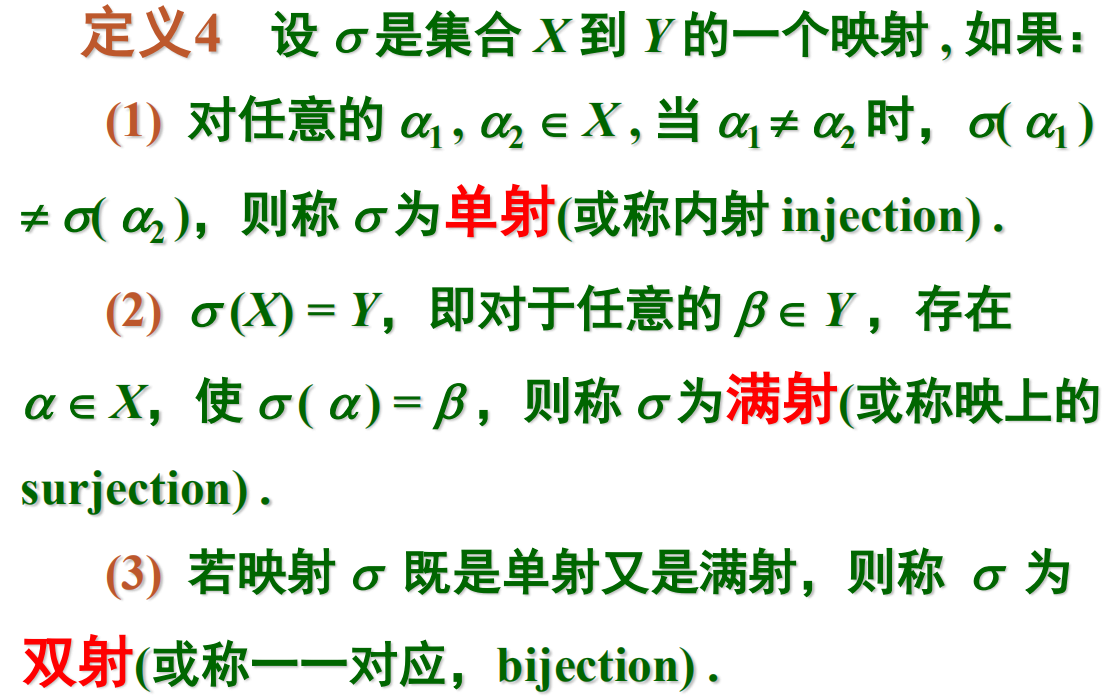 定义4 设 σ 是集合 X 到 Y 的一个映射 , 如果：
(1) 对任意的 α₁ , α₂ ∈ X , 当 α₁ ≠ α₂ 时，σ( α₁ )
≠ σ( α₂ )，则称 σ 为单射(或称内射 injection) .
(2) σ (X) = Y，即对于任意的 β ∈ Y ，存在
α ∈ X，使 σ ( α ) = β ，则称 σ 为满射(或称映上的
surjection) .
(3) 若映射 σ 既是单射又是满射，则称 σ 为
双射(或称一一对应，bijection) .